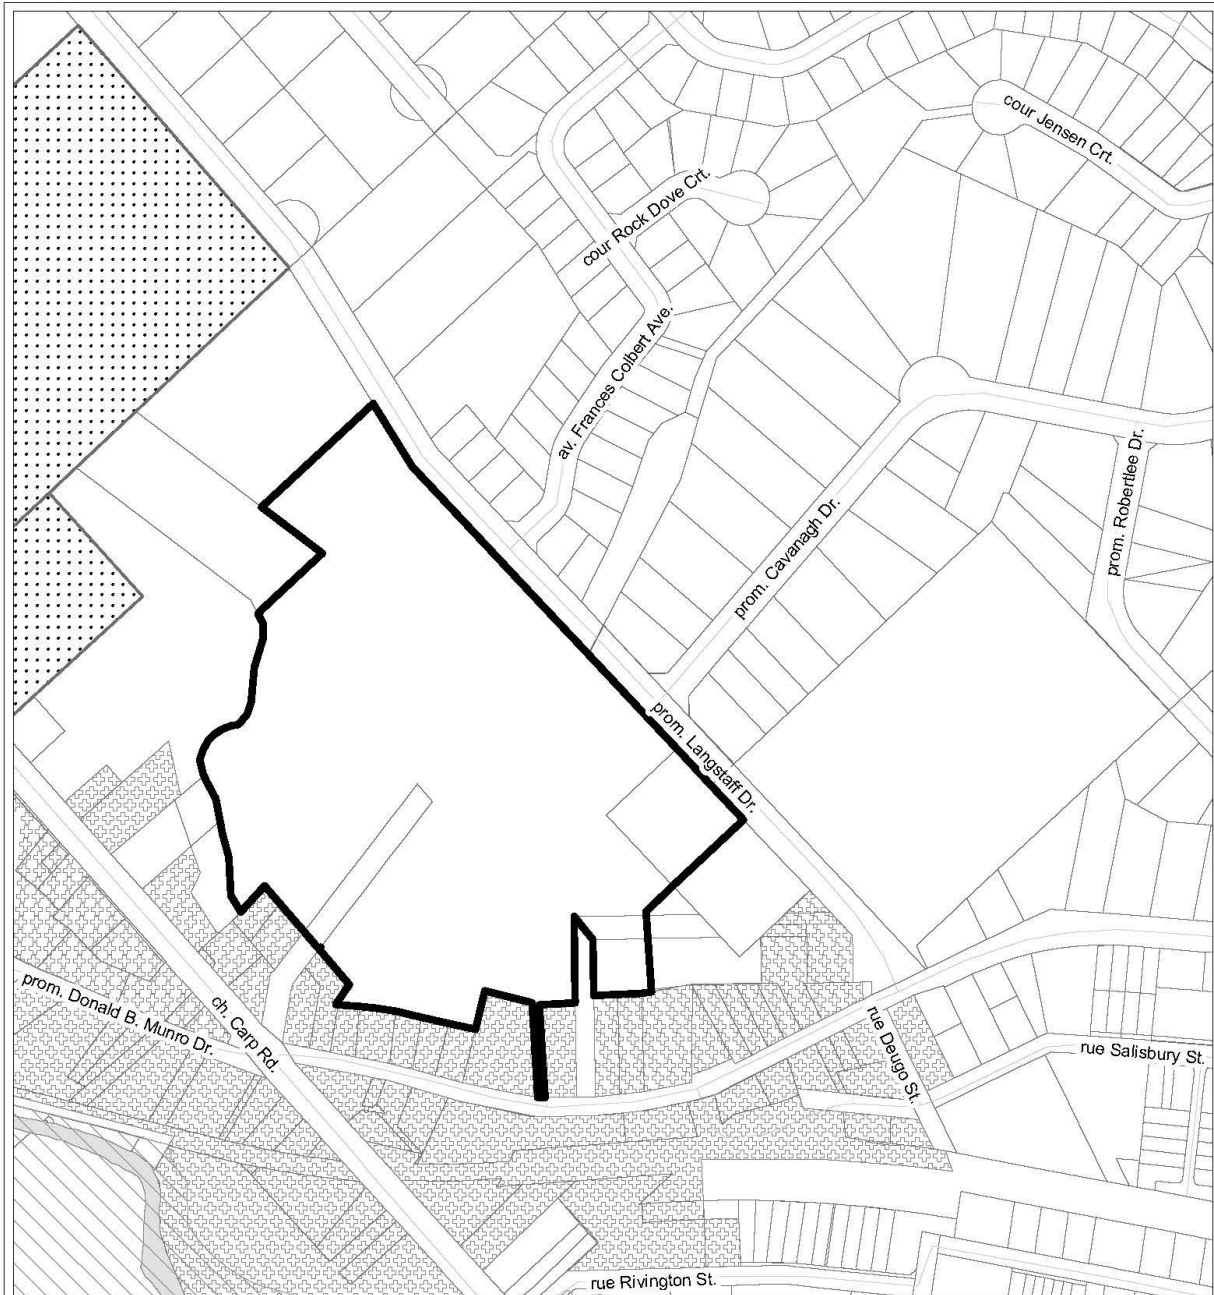 cour Jensen Crt.
cour Rock Dove Crt.
av. Frances Colbert Ave.
prom. Robertlee Dr.
prom. Cavanagh Dr.
prom. Langstaff Dr.
prom. Donald B. Munro Dr.
ch. Carp Rd.
rue Deugo St.
rue Salisbury St.
rue Rivington St.